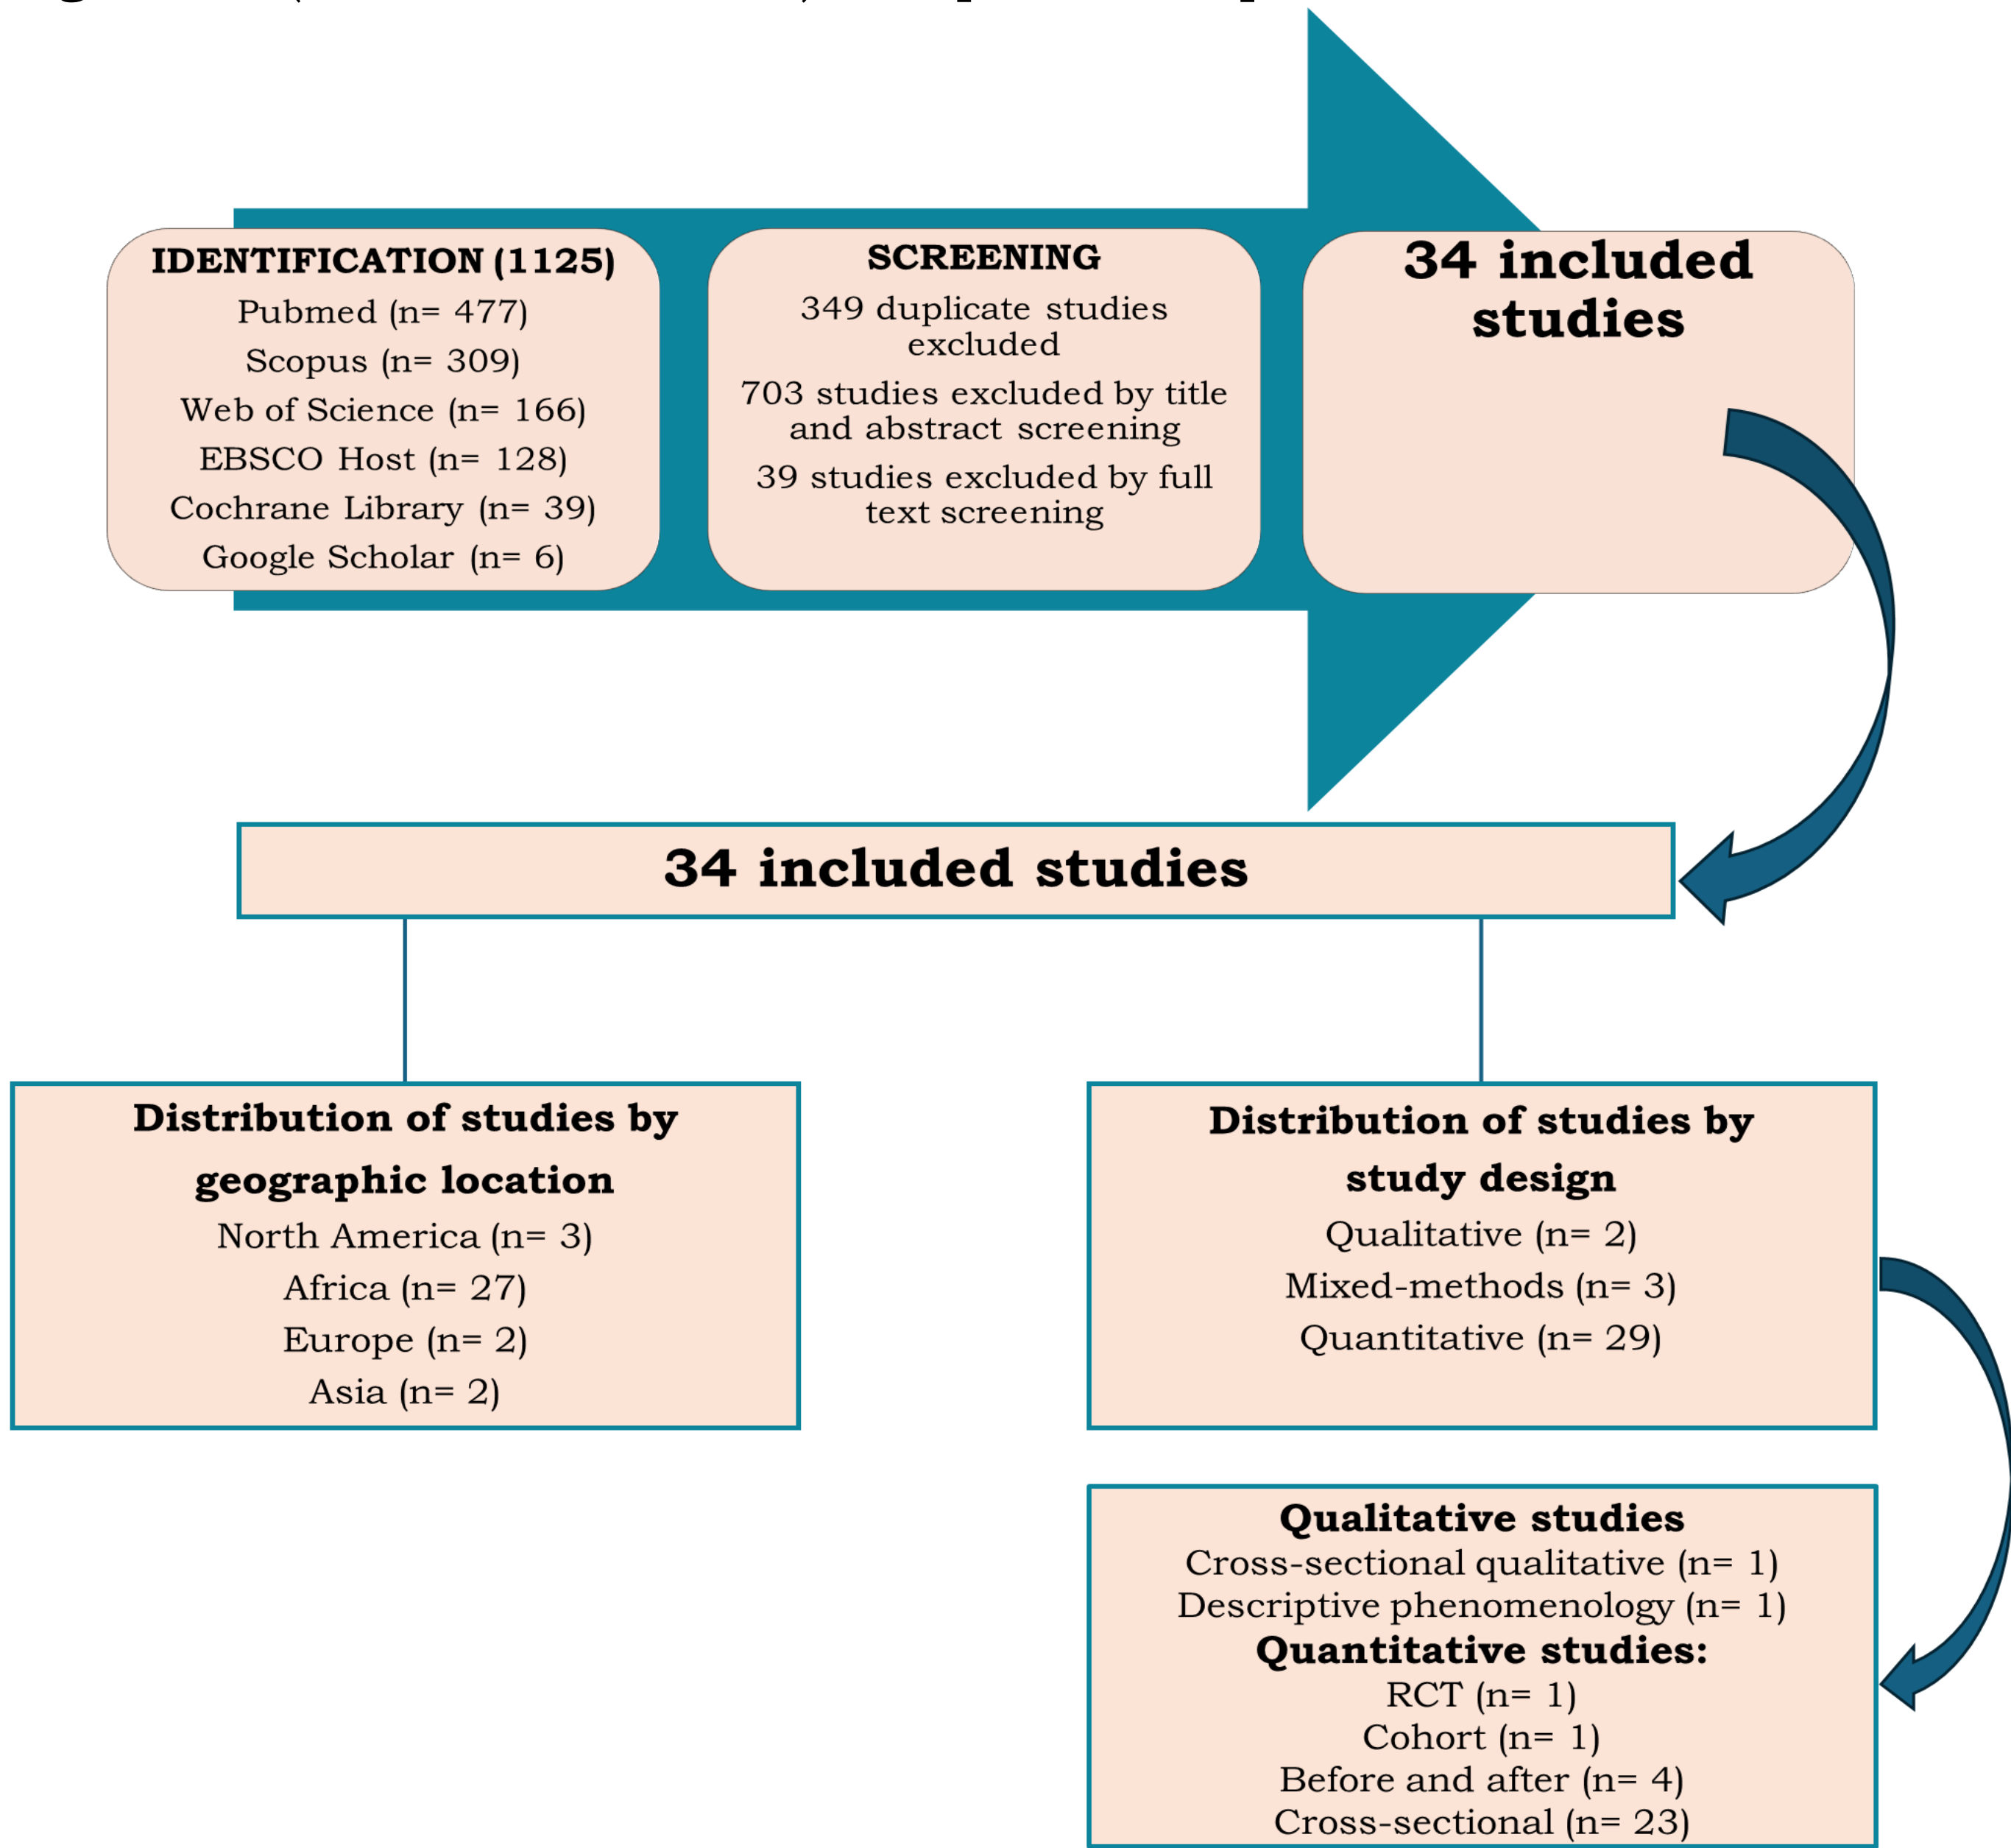 IDENTIFICATION (1125)
Pubmed (n= 477)
Scopus (n= 309)
Web of Science (n= 166)
EBSCO Host (n= 128)
Cochrane Library (n= 39)
Google Scholar (n= 6)
SCREENING
349 duplicate studies
excluded
703 studies excluded by title
and abstract screening
39 studies excluded by full
text screening
34 included
studies
34 included studies
Distribution of studies by
geographic location
North America (n= 3)
Africa (n= 27)
Europe (n= 2)
Asia (n= 2)
Distribution of studies by
study design
Qualitative (n= 2)
Mixed-methods (n= 3)
Quantitative (n= 29)
Qualitative studies
Cross-sectional qualitative (n= 1)
Descriptive phenomenology (n= 1)
Quantitative studies:
RCT (n= 1)
Cohort (n= 1)
Before and after (n= 4)
Cross-sectional (n= 23)